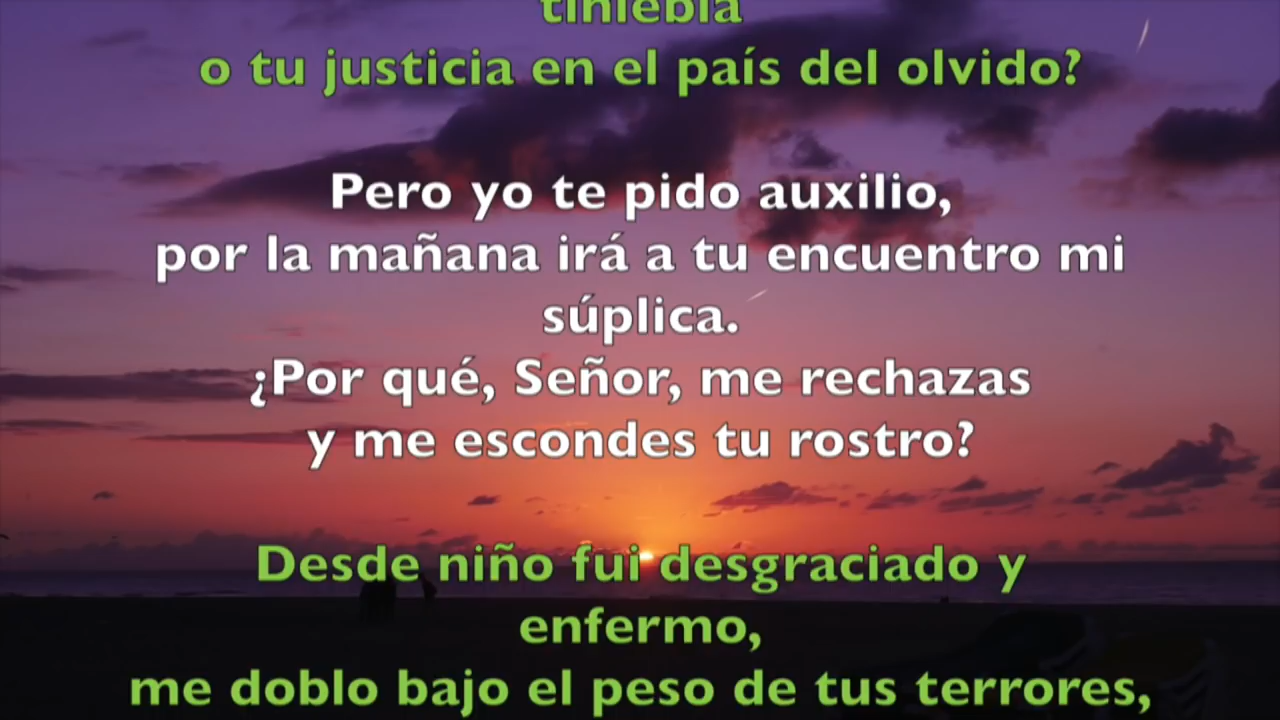 tiniebla
o tu justicia en el país del olvido?
Pero yo te pido auxilio,
por la mañana irá a tu encuentro mi
súplica.
¿Por qué, Señor, me rechazas
y me escondes tu rostro?
Desde niño fui desgraciado y
enfermo,
me doblo bajo el peso de tus terrores,